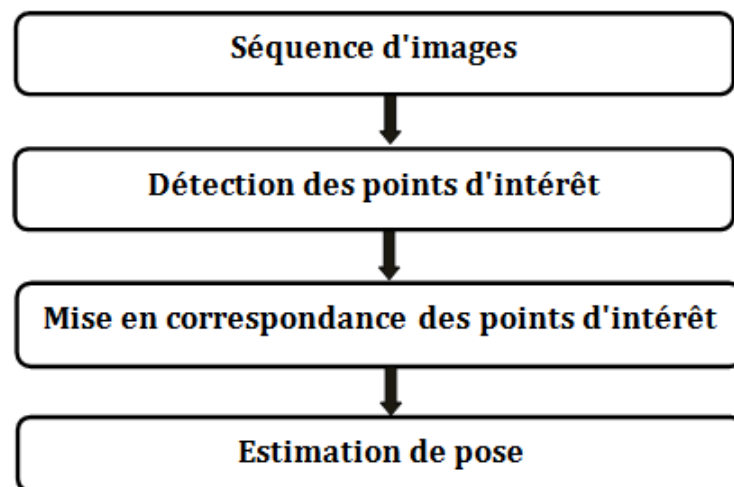 Séquence d'images
Détection des points d'intérêt
Mise en correspondance des points d'intérêt
Estimation de pose